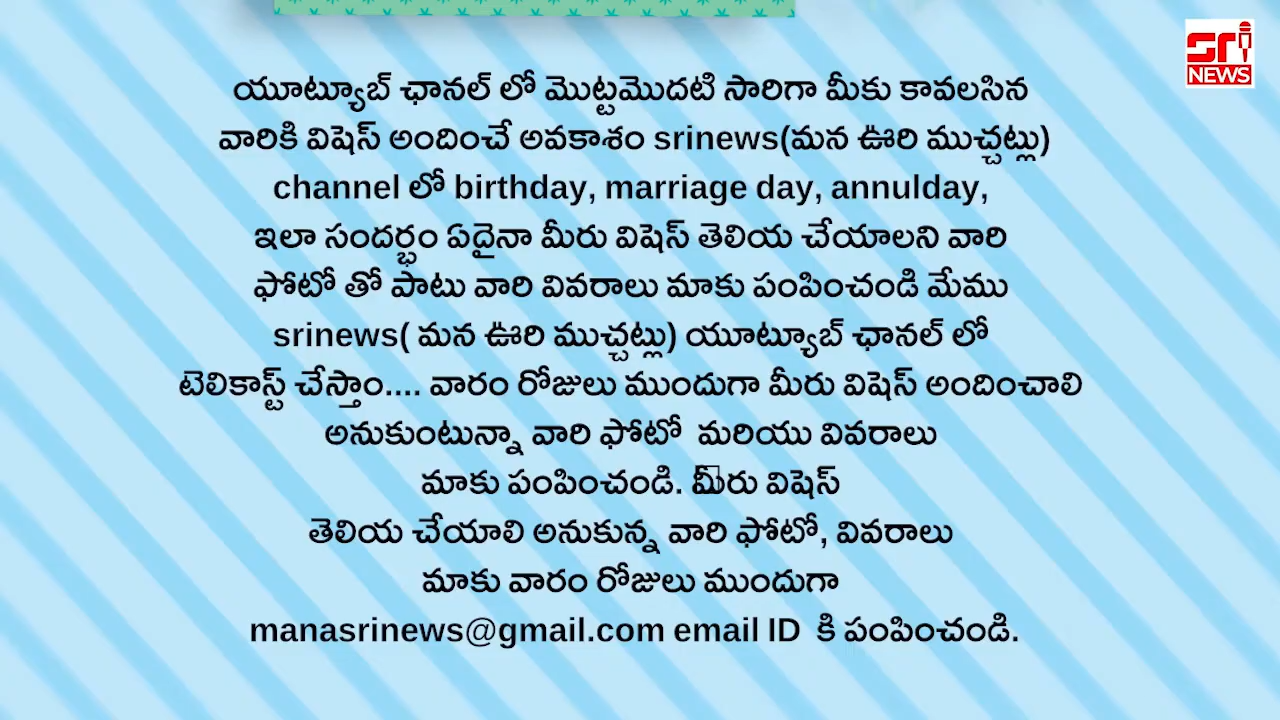 sri
NEWS
యూట్యూబ్ ఛానల్ లో మొట్టమొదటి సారిగా మీకు కావలసిన
వారికి విషెస్ అందించే అవకాశం srinews(మన ఊరి ముచ్చట్లు)
channel లో birthday, marriage day, annulday,
ఇలా సందర్భం ఏదైనా మీరు విషెస్ తెలియ చేయాలని వారి
ఫోటో తో పాటు వారి వివరాలు మాకు పంపించండి మేము
srinews( మన ఊరి ముచ్చట్లు) యూట్యూబ్ ఛానల్ లో
టెలికాస్ట్ చేస్తాం.... వారం రోజులు ముందుగా మీరు విషెస్ అందించాలి
అనుకుంటున్నా వారి ఫోటో మరియు వివరాలు
మాకు పంపించండి. మీరు విషెస్
తెలియ చేయాలి అనుకున్న వారి ఫోటో, వివరాలు
మాకు వారం రోజులు ముందుగా
manasrinews@gmail.com email ID కి పంపించండి.